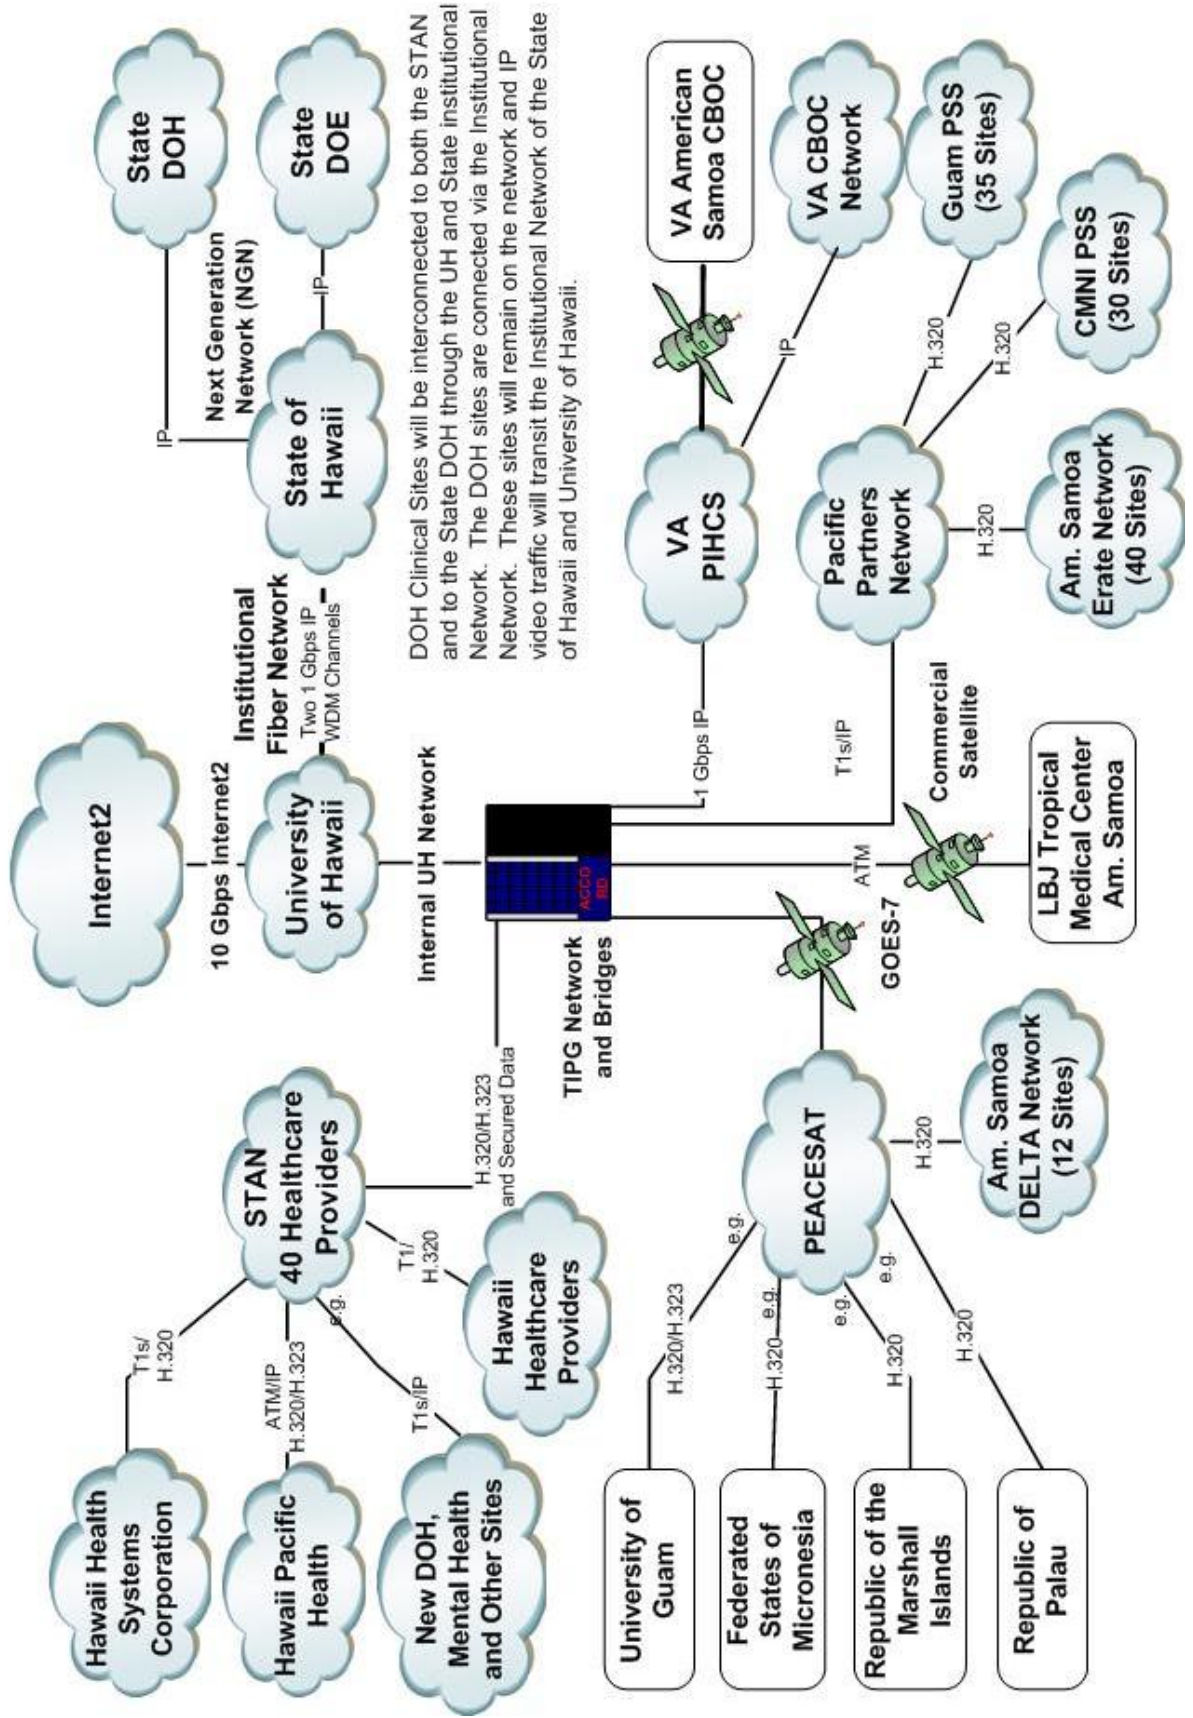 Internet2
10 Gbps Internet2
University
of Hawaii
Institutional
Fiber Network
Two 1 Gbps IP
WDM Channels
State of
Hawaii
Next Generation
Network (NGN)
IP
State
DOH
IP
State
DOE
Internal UH Network
DOH Clinical Sites will be interconnected to both the STAN
and to the State DOH through the UH and State institutional
Network. The DOH sites are connected via the Institutional
Network. These sites will remain on the network and IP
video traffic will transit the Institutional Network of the State
of Hawaii and University of Hawaii.
Hawaii Health
Systems
Corporation
T1s/
H.320
STAN
40 Healthcare
Providers
Hawaii Pacific
Health
ATM/IP
H.320/H.323
e.g.
New DOH,
Mental Health
and Other Sites
T1s/IP
T1/
H.320
Hawaii
Healthcare
Providers
H.320/H.323
and Secured Data
ACCO
RD
TIPG Network
and Bridges
1 Gbps IP
VA
PIHCS
VA American
Samoa CBOC
IP
VA CBOC
Network
T1s/IP
Pacific
Partners
Network
H.320
Guam PSS
(35 Sites)
H.320
CMNI PSS
(30 Sites)
H.320
Am. Samoa
Erate Network
(40 Sites)
ATM
Commercial
Satellite
LBJ Tropical
Medical Center
Am. Samoa
GOES-7
PEACESAT
H.320
Am. Samoa
DELTA Network
(12 Sites)
University of
Guam
H.320/H.323
e.g.
Federated
States of
Micronesia
H.320
e.g.
Republic of the
Marshall
Islands
H.320
e.g.
Republic of
Palau
H.320
e.g.